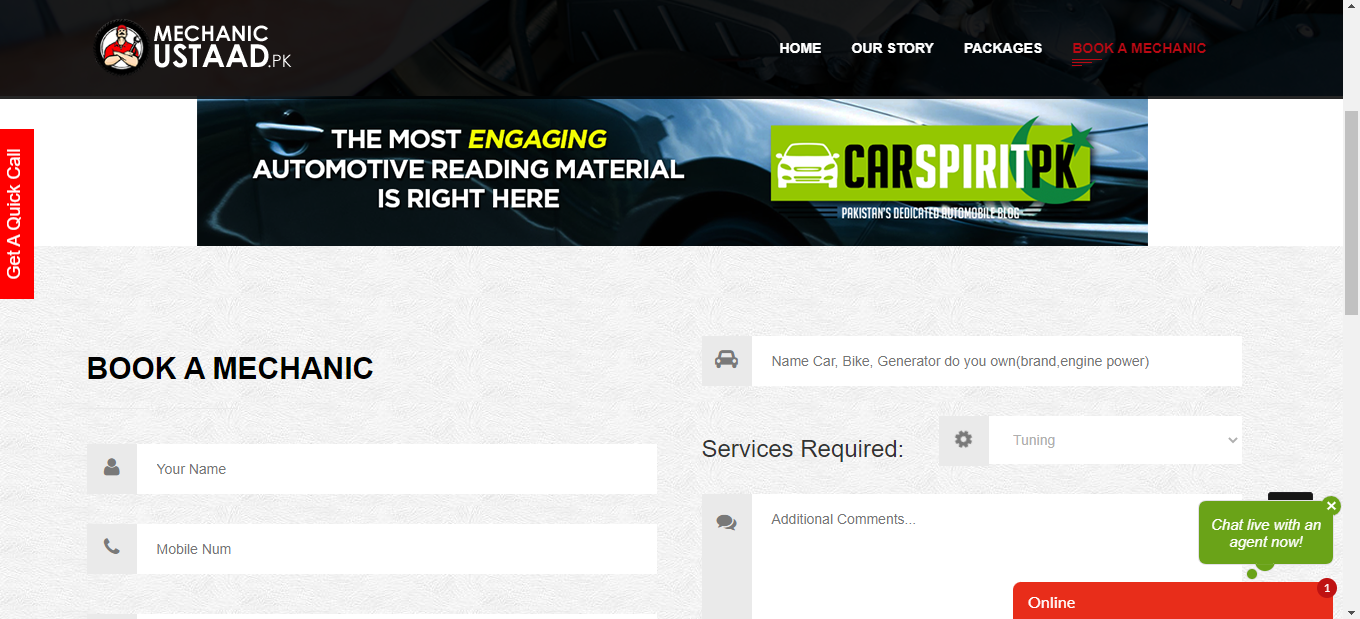 MECHANIC
USTAAD.PK
HOME
OUR STORY
PACKAGES
BOOK A MECHANIC
Get A Quick Call
THE MOST ENGAGING
AUTOMOTIVE READING MATERIAL
IS RIGHT HERE
CARSPIRITPK
PAKISTAN'S DEDICATED AUTOMOBILE BLOG
BOOK A MECHANIC
Your Name
Mobile Num
Name Car, Bike, Generator do you own(brand,engine power)
Services Required:
Tuning
Additional Comments...
Chat live with an
agent now!
Online
1